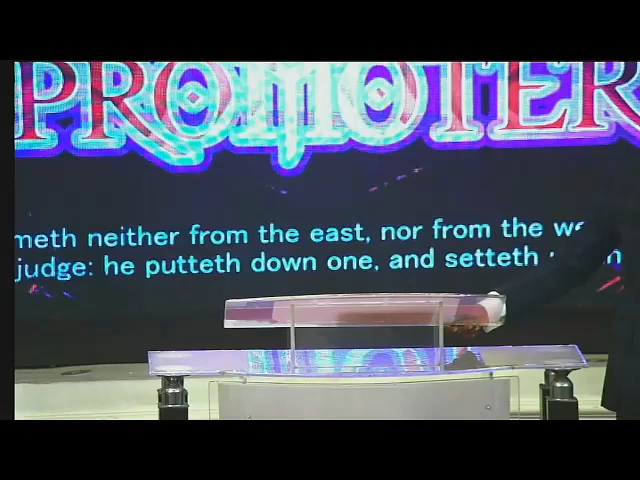 PROMOTER
meth neither from the east, nor from the
judge: he putteth down one, and setteth